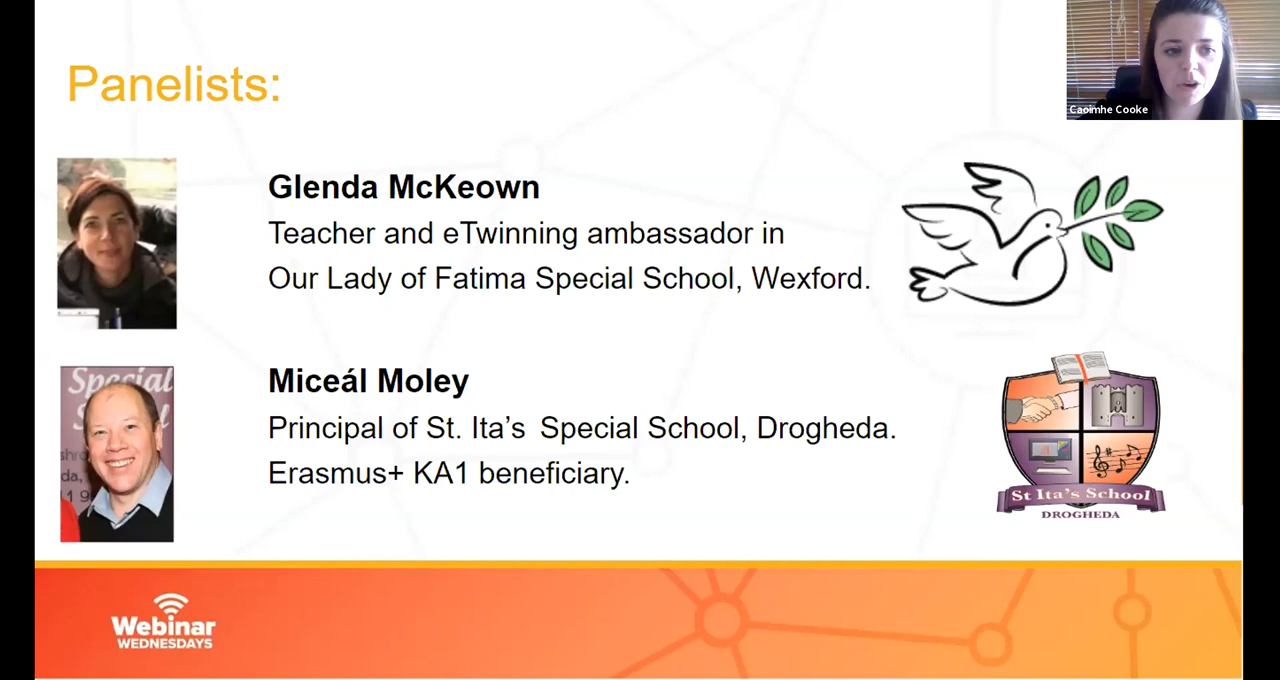 Panelists:
Caoimhe Cooke
Glenda McKeown
Teacher and eTwinning ambassador in
Our Lady of Fatima Special School, Wexford.
Special
Miceál Moley
Principal of St. Ita's Special School, Drogheda.
Erasmus+ KA1 beneficiary.
St Ita's School
DROGHEDA
Webinar
WEDNESDAYS